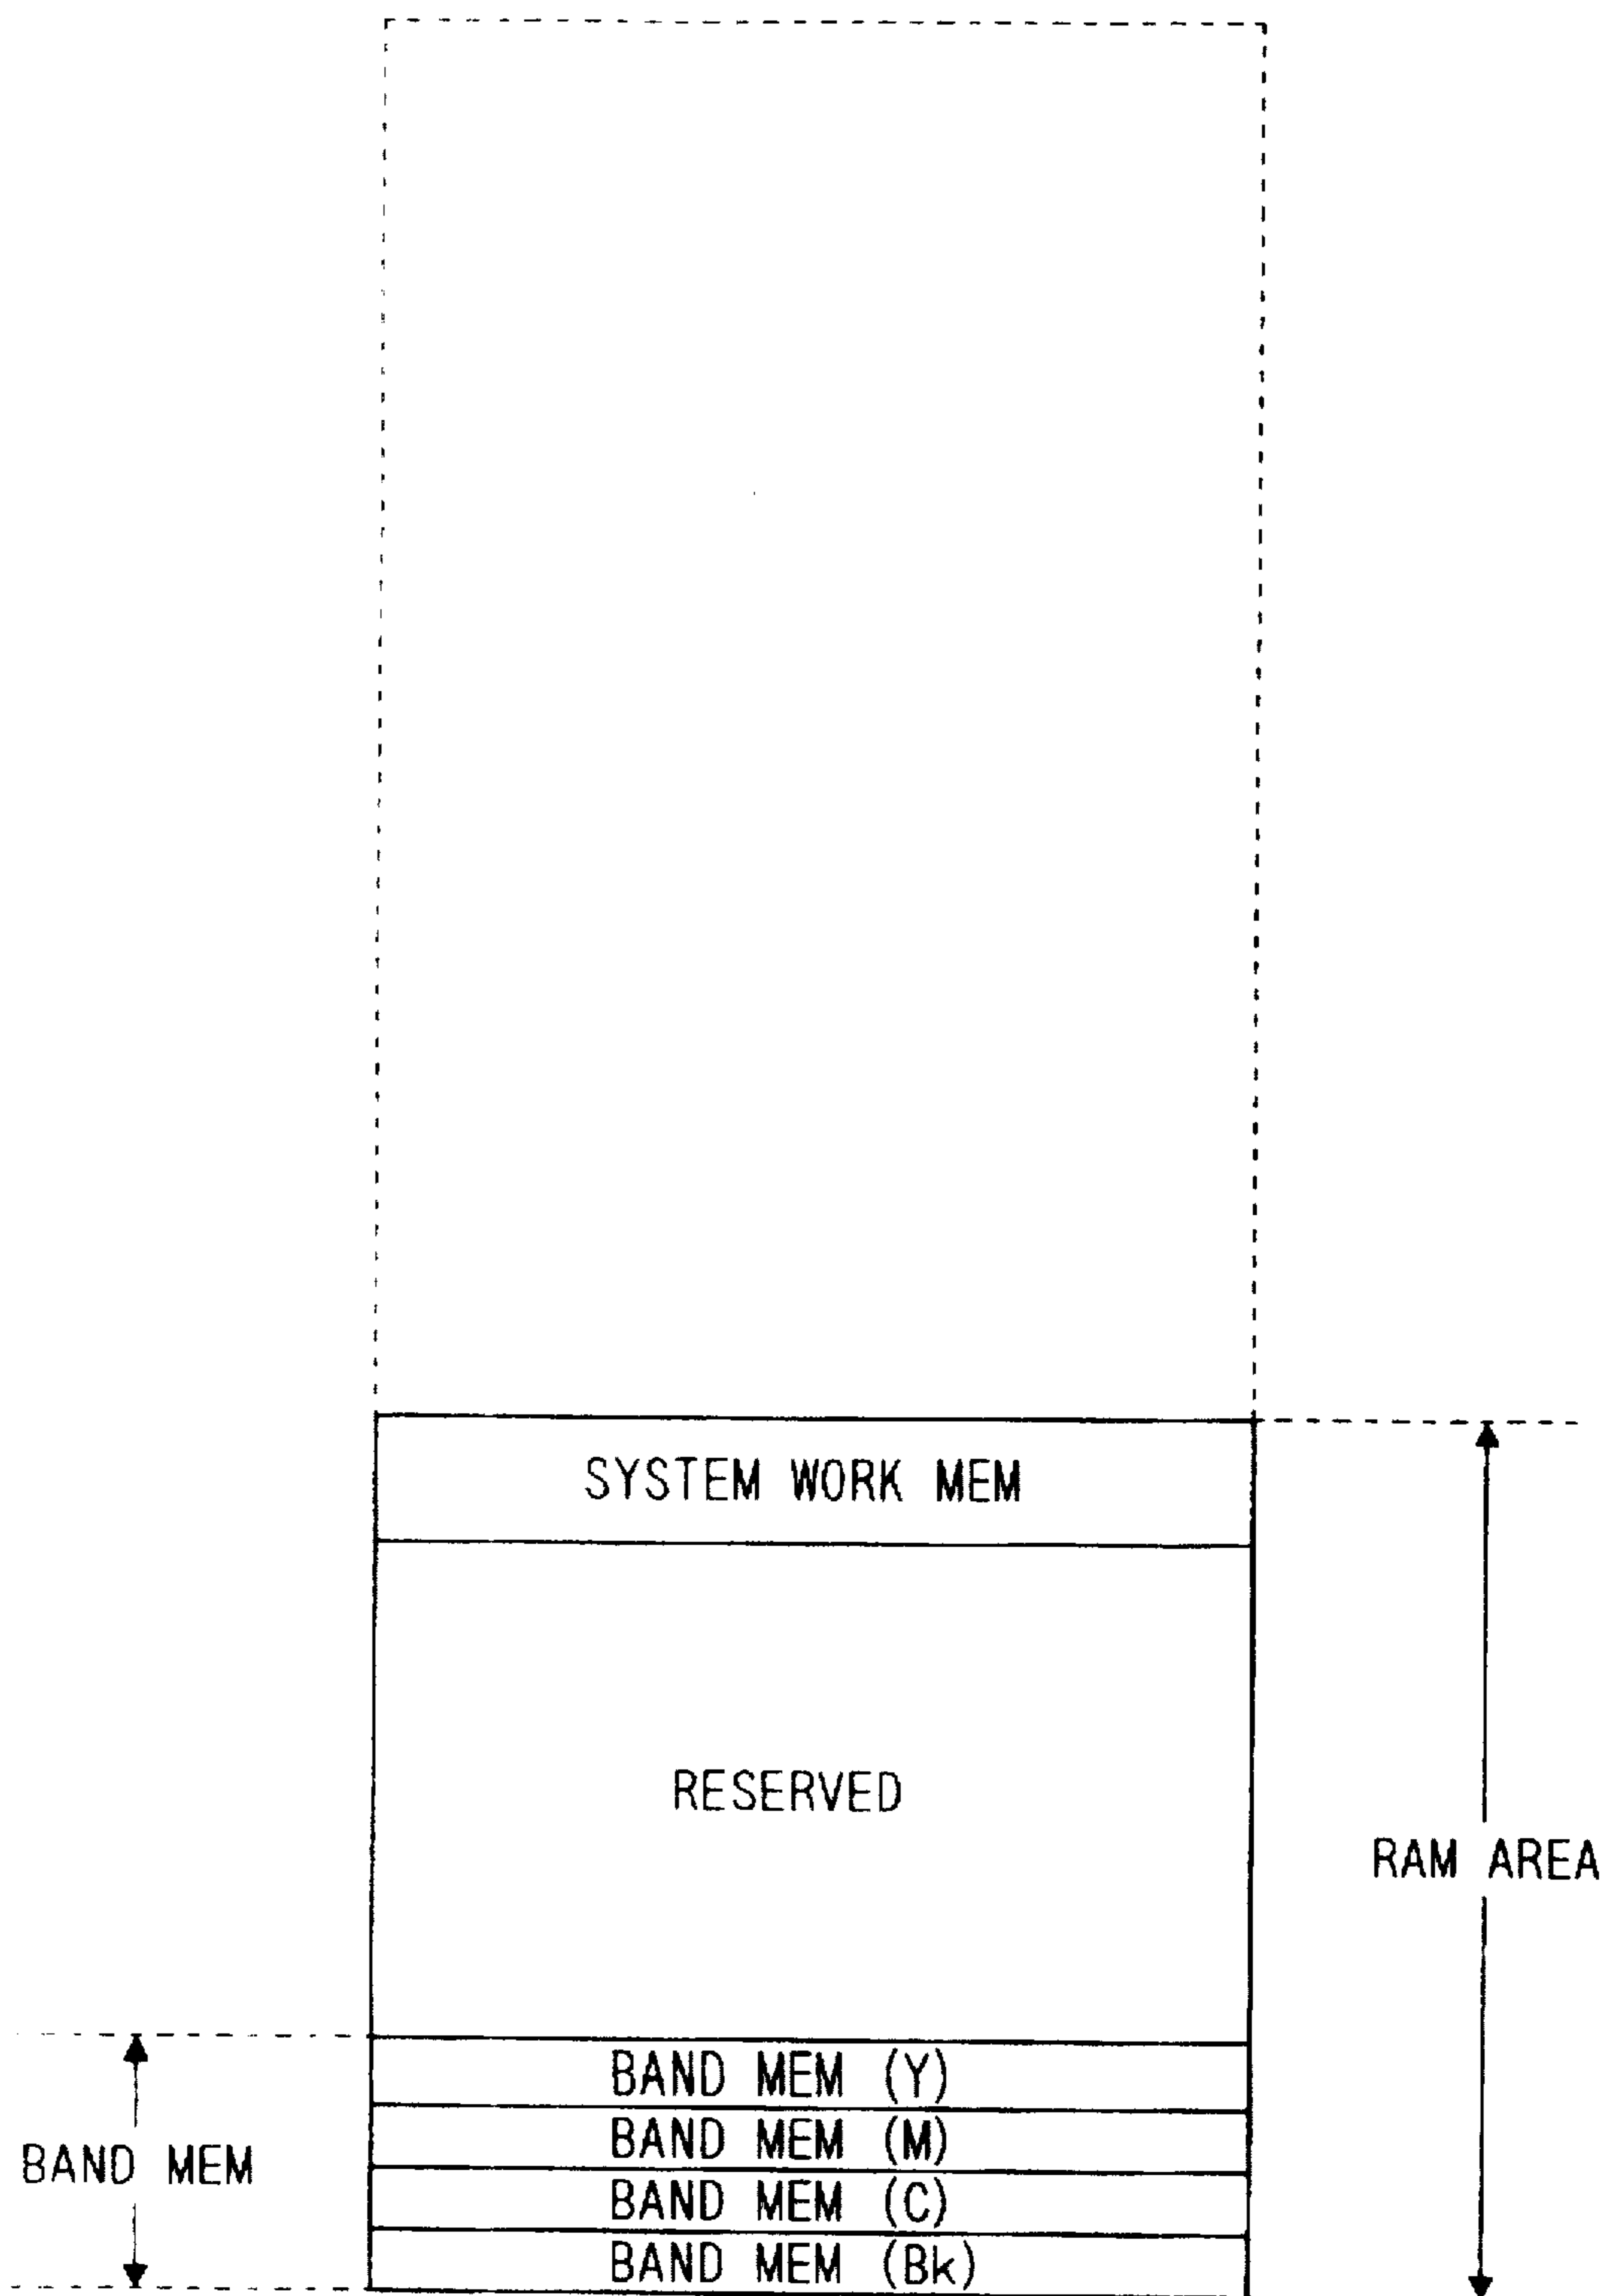 SYSTEM WORK MEM
RESERVED
RAM AREA
BAND MEM (Y)
BAND MEM (M)
BAND MEM
BAND MEM (C)
BAND MEM (Bk)